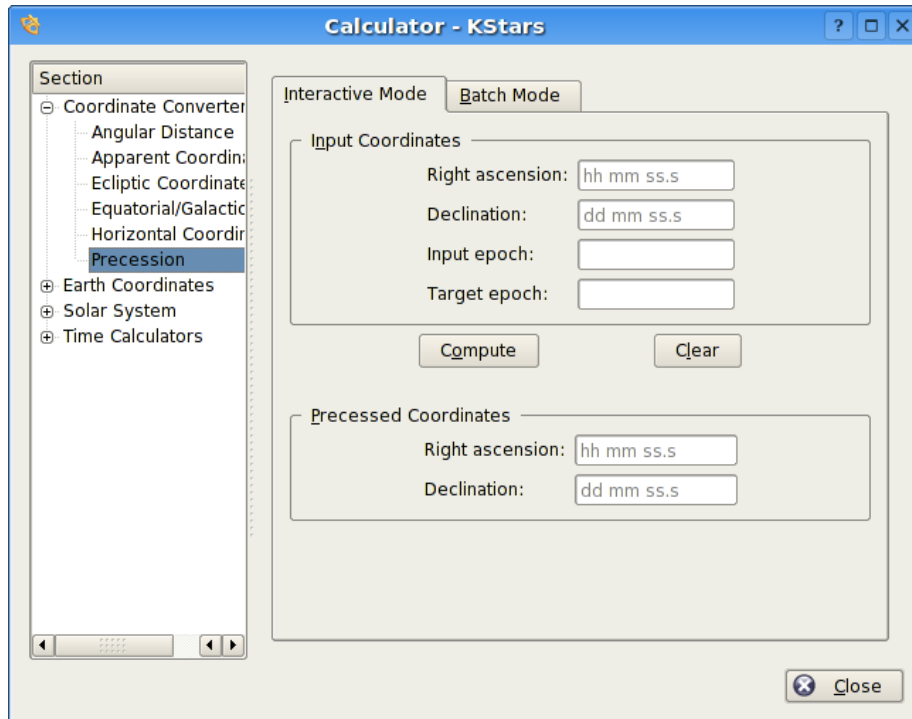 Calculator - KStars
Section
Coordinate Converter
Angular Distance
Apparent Coordin
Ecliptic Coordinate
Equatorial/Galactic
Horizontal Coordin
Precession
Earth Coordinates
Solar System
Time Calculators
Interactive Mode
Batch Mode
Input Coordinates
Right ascension: hh mm ss.s
Declination: dd mm ss.s
Input epoch:
Target epoch:
Compute
Clear
Precessed Coordinates
Right ascension: hh mm ss.s
Declination: dd mm ss.s
Close